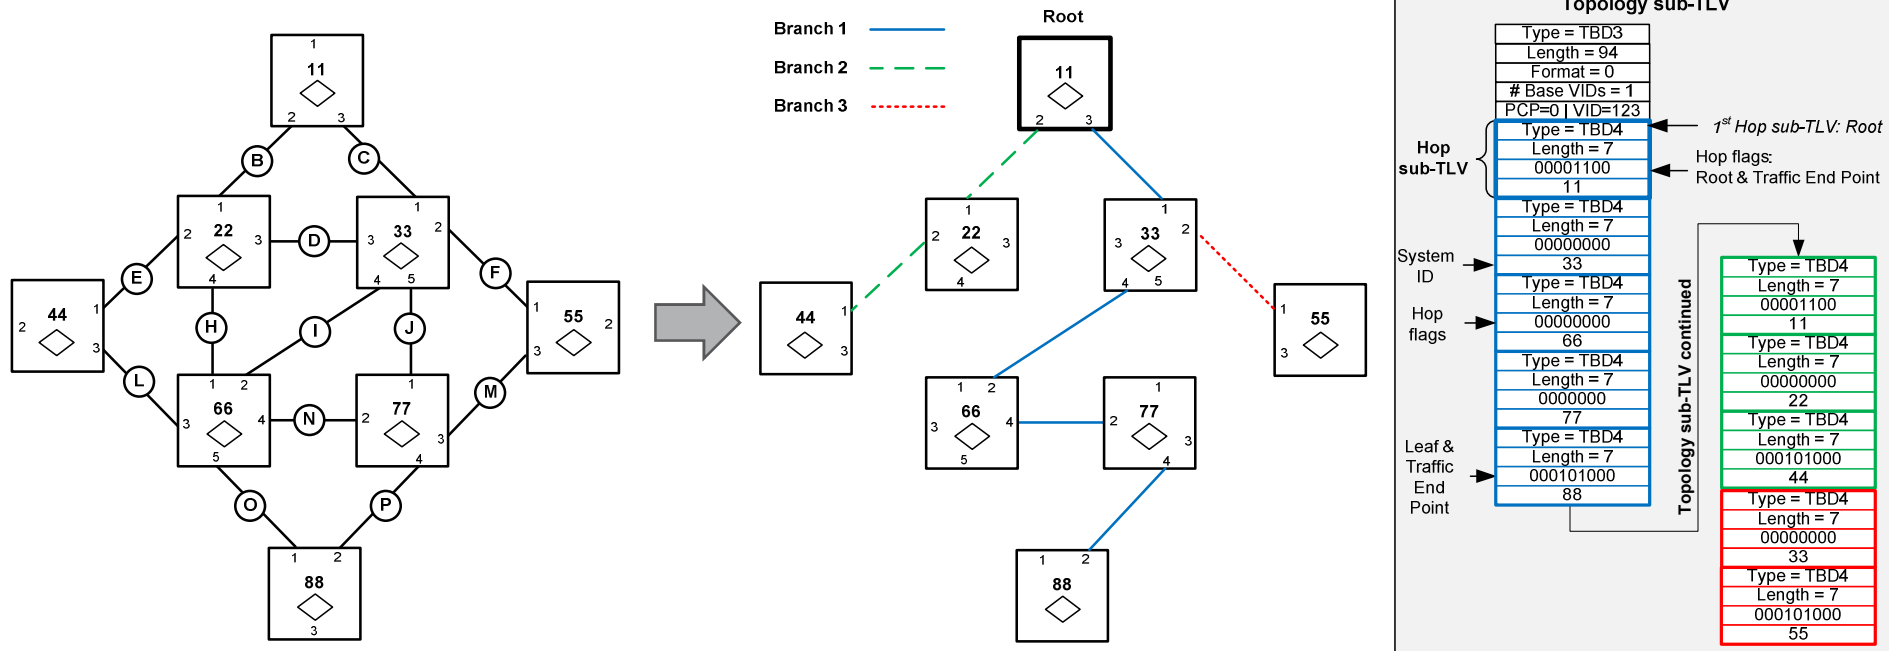 1
11
2 3
B
C
1
22
2 3
4
D
1
33
2
3
4 5
E
F
44
1
2
3
H
I
J
55
1
2
3
L
M
1 2
66
3
4
5
N
1
77
2
3
4
O
P
1 2
88
3
Branch 1
Branch 2
Branch 3
Root
11
2 3
1
22
2
3
4
1
33
2
3
4 5
44
1
3
55
1
3
1 2
66
3
4
5
1
77
2
3
4
1 2
88
Topology sub-TLV
Type = TBD3
Length = 94
Format = 0
# Base VIDs = 1
PCP=0 | VID=123
Type = TBD4
Length = 7
00001100
11
Type = TBD4
Length = 7
00000000
33
Type = TBD4
Length = 7
00000000
66
Type = TBD4
Length = 7
0000000
77
Type = TBD4
Length = 7
000101000
88
Hop
sub-TLV
System
ID
Hop
flags
Leaf &
Traffic
End
Point
1st Hop sub-TLV: Root
Hop flags:
Root & Traffic End Point
Topology sub-TLV continued
Type = TBD4
Length = 7
00001100
11
Type = TBD4
Length = 7
00000000
22
Type = TBD4
Length = 7
000101000
44
Type = TBD4
Length = 7
00000000
33
Type = TBD4
Length = 7
000101000
55